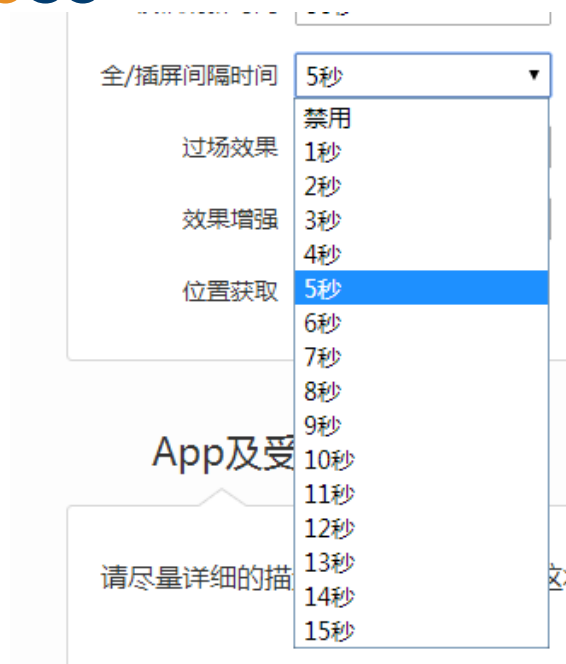 全/插屏间隔时间 5秒
禁用
过场效果 1秒
2秒
效果增强 3秒
4秒
位置获取 5秒
6秒
7秒
8秒
9秒
App及受 10秒
11秒
12秒
请尽量详细的描 13秒
14秒
15秒